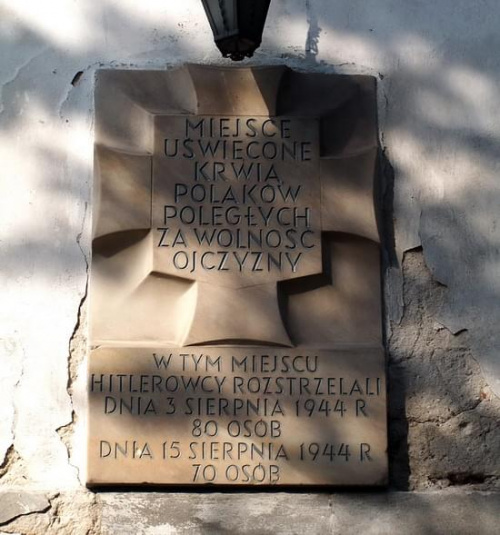 MIEJSCE
UŚWIĘCONE
KRWIĄ
POLAKÓW
POLEGŁYCH
ZA WOLNOŚĆ
OJCZYZNY
W TYM MIEJSCU
HITLEROWCY ROZSTRZELALI
DNIA 3 SIERPNIA 1944 R
80 OSÓB
DNIA 15 SIERPNIA 1944 R
70 OSÓB